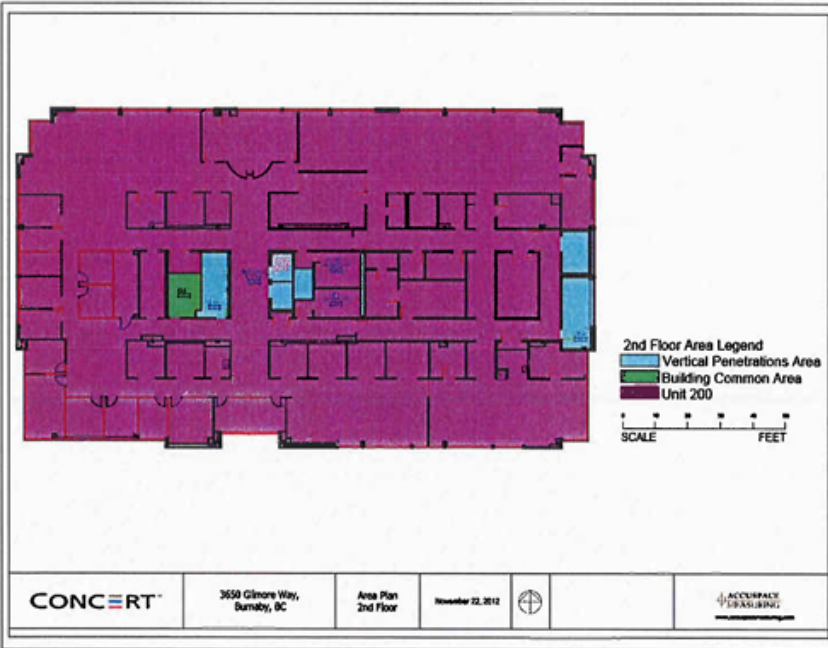 2nd Floor Area Legend
Vertical Penetrations Area
Building Common Area
Unit 200
SCALE FEET
CONCERT
3650 Gilmore Way,
Burnaby, BC
Area Plan
2nd Floor
November 22, 2012
ACCUSPACE
MEASURING